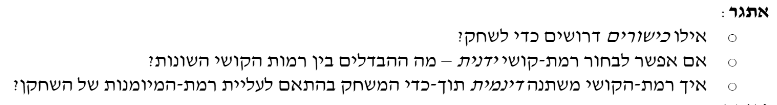 אתגר:
○ אילו כישורים דרושים כדי לשחק?
○ אם אפשר לבחור רמת-קושי ידנית – מה ההבדלים בין רמות הקושי השונות?
○ איך רמת-הקושי משתנה דינמית תוך-כדי המשחק בהתאם לעליית רמת-המיומנות של השחקן?